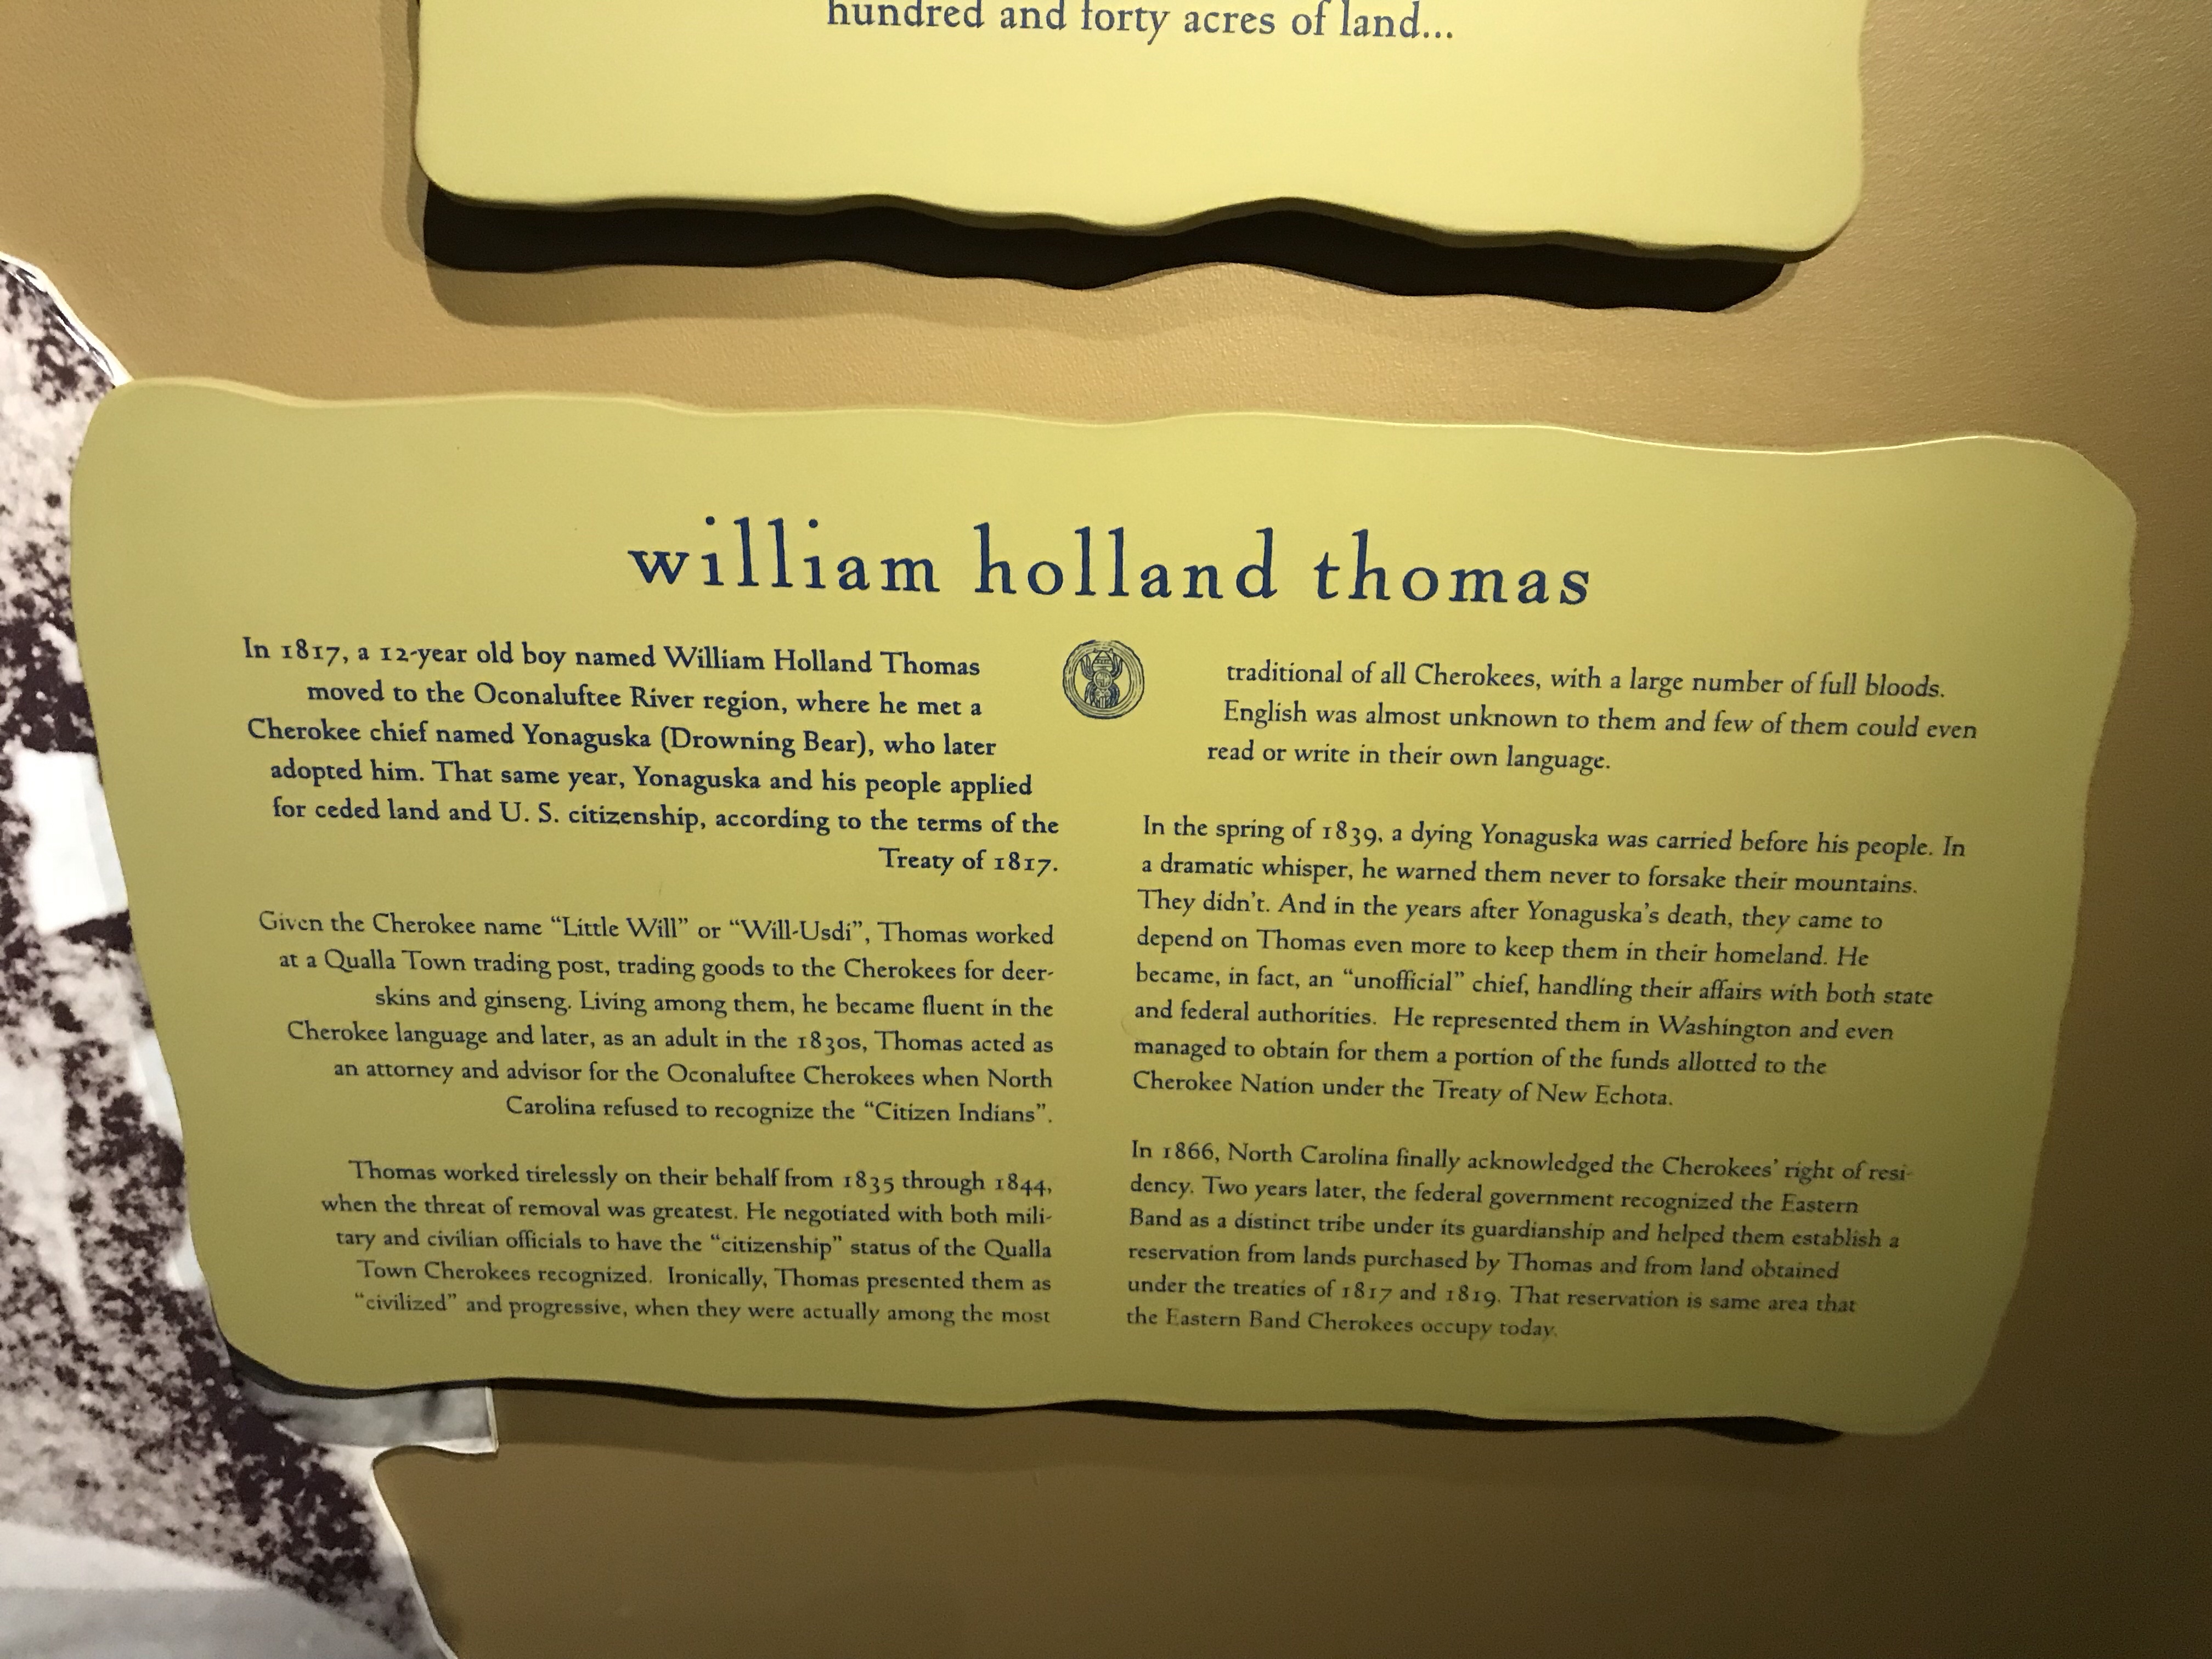 hundred and forty acres of land...
william holland thomas
In 1817, a 12-year old boy named William Holland Thomas
moved to the Oconaluftee River region, where he met a
Cherokee chief named Yonaguska (Drowning Bear), who later
adopted him. That same year, Yonaguska and his people applied
for ceded land and U. S. citizenship, according to the terms of the
Treaty of 1817.
Given the Cherokee name “Little Will” or “Will-Usdi”, Thomas worked
at a Qualla Town trading post, trading goods to the Cherokees for deer-
skins and ginseng. Living among them, he became fluent in the
Cherokee language and later, as an adult in the 1830s, Thomas acted as
an attorney and advisor for the Oconaluftee Cherokees when North
Carolina refused to recognize the “Citizen Indians”.
Thomas worked tirelessly on their behalf from 1835 through 1844,
when the threat of removal was greatest. He negotiated with both mili-
tary and civilian officials to have the “citizenship” status of the Qualla
Town Cherokees recognized. Ironically, Thomas presented them as
“civilized” and progressive, when they were actually among the most
traditional of all Cherokees, with a large number of full bloods.
English was almost unknown to them and few of them could even
read or write in their own language.
In the spring of 1839, a dying Yonaguska was carried before his people. In
a dramatic whisper, he warned them never to forsake their mountains.
They didn't. And in the years after Yonaguska's death, they came to
depend on Thomas even more to keep them in their homeland. He
became, in fact, an “unofficial” chief, handling their affairs with both state
and federal authorities. He represented them in Washington and even
managed to obtain for them a portion of the funds allotted to the
Cherokee Nation under the Treaty of New Echota.
In 1866, North Carolina finally acknowledged the Cherokees' right of resi-
dency. Two years later, the federal government recognized the Eastern
Band as a distinct tribe under its guardianship and helped them establish a
reservation from lands purchased by Thomas and from land obtained
under the treaties of 1817 and 1819. That reservation is same area that
the Eastern Band Cherokees occupy today.